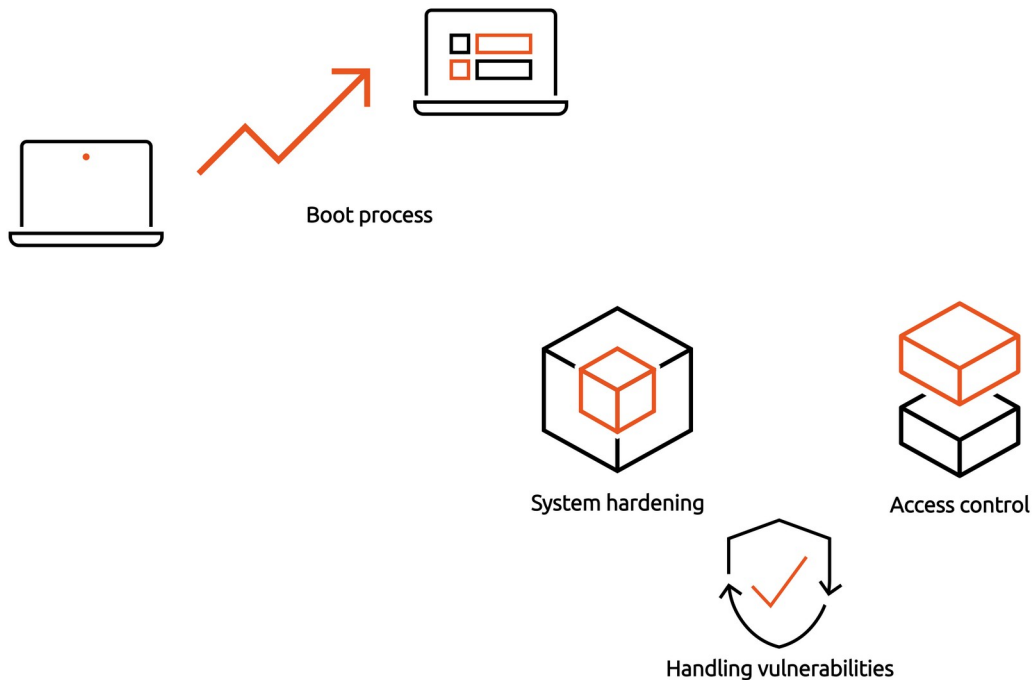 Boot process
System hardening
Access control
Handling vulnerabilities